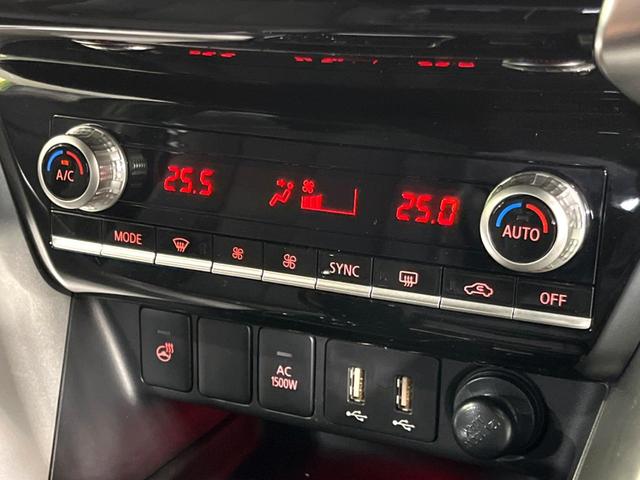 A/C
25.5
25.0
AUTO
MODE
SYNC
OFF
AC
1500W